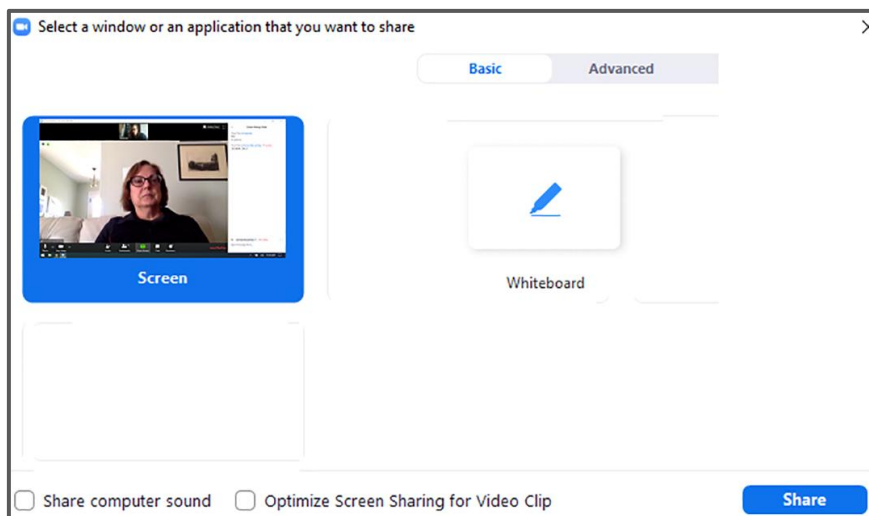 Select a window or an application that you want to share
Basic
Advanced
Screen
Whiteboard
Share computer sound
Optimize Screen Sharing for Video Clip
Share